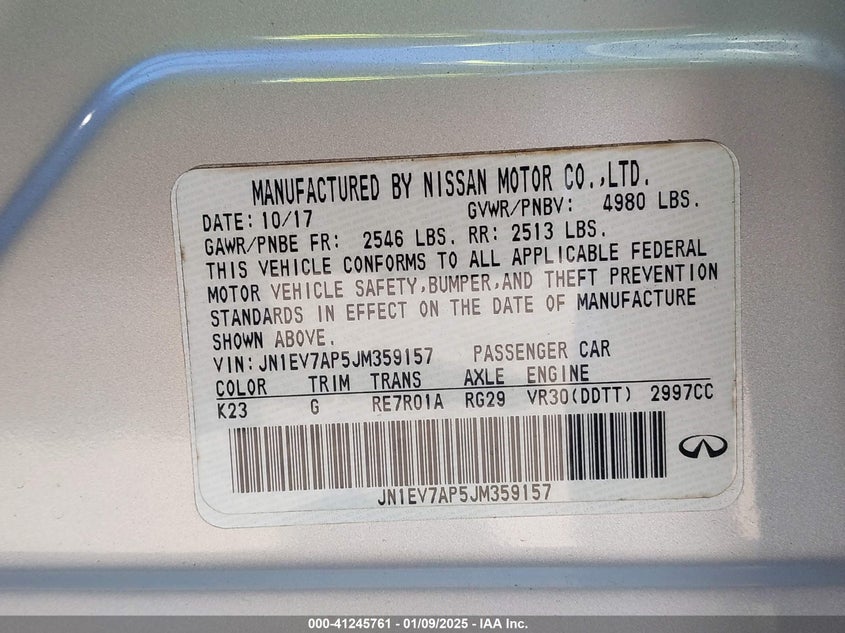 MANUFACTURED BY NISSAN MOTOR CO.,LTD.
DATE: 10/17 GVWR/PNBV: 4980 LBS.
GAWR/PNBE FR: 2546 LBS. RR: 2513 LBS.
THIS VEHICLE CONFORMS TO ALL APPLICABLE FEDERAL
MOTOR VEHICLE SAFETY,BUMPER,AND THEFT PREVENTION
STANDARDS IN EFFECT ON THE DATE OF MANUFACTURE
SHOWN ABOVE.
VIN: JN1EV7AP5JM359157 PASSENGER CAR
COLOR TRIM TRANS AXLE ENGINE
K23 G RE7R01A RG29 VR30(DDTT) 2997CC
JN1EV7AP5JM359157
000-41245761 - 01/09/2025 - IAA Inc.